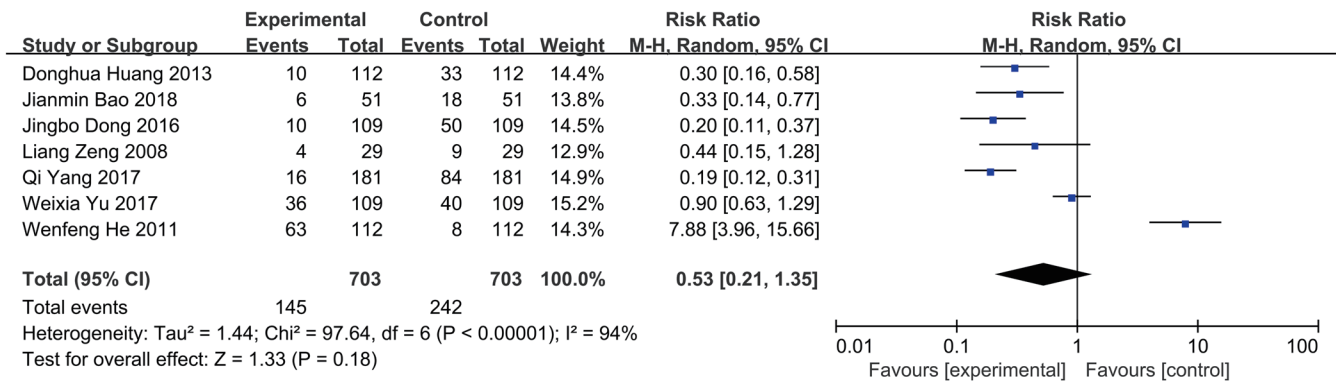 Experimental Control Risk Ratio Risk Ratio
Study or Subgroup Events Total Events Total Weight M-H, Random, 95% CI M-H, Random, 95% CI
Donghua Huang 2013 10 112 33 112 14.4% 0.30 [0.16, 0.58]
Jianmin Bao 2018 6 51 18 51 13.8% 0.33 [0.14, 0.77]
Jingbo Dong 2016 10 109 50 109 14.5% 0.20 [0.11, 0.37]
Liang Zeng 2008 4 29 9 29 12.9% 0.44 [0.15, 1.28]
Qi Yang 2017 16 181 84 181 14.9% 0.19 [0.12, 0.31]
Weixia Yu 2017 36 109 40 109 15.2% 0.90 [0.63, 1.29]
Wenfeng He 2011 63 112 8 112 14.3% 7.88 [3.96, 15.66]
Total (95% CI) 703 703 100.0% 0.53 [0.21, 1.35]
Total events 145 242
Heterogeneity: Tau² = 1.44; Chi² = 97.64, df = 6 (P < 0.00001); I² = 94%
Test for overall effect: Z = 1.33 (P = 0.18)
0.01 0.1 1 10 100
Favours [experimental] Favours [control]